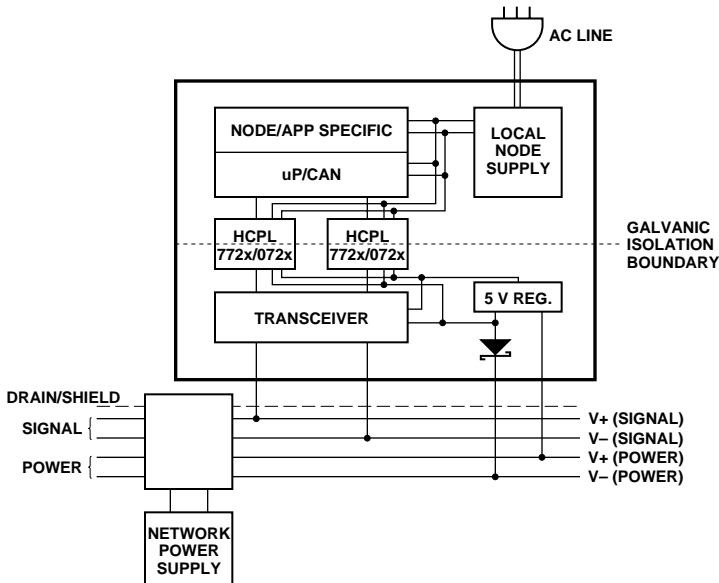 AC LINE
NODE/APP SPECIFIC
uP/CAN
LOCAL
NODE
SUPPLY
HCPL
772x/072x
HCPL
772x/072x
GALVANIC
ISOLATION
BOUNDARY
5 V REG.
TRANSCEIVER
DRAIN/SHIELD
SIGNAL
POWER
V+ (SIGNAL)
V– (SIGNAL)
V+ (POWER)
V– (POWER)
NETWORK
POWER
SUPPLY